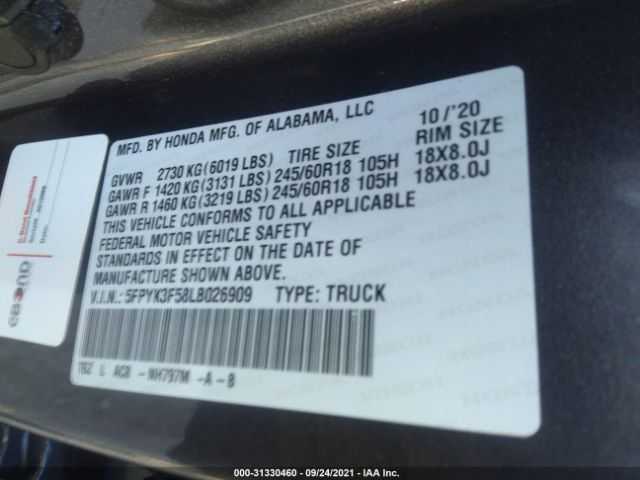 MFD. BY HONDA MFG. OF ALABAMA, LLC 10/'20
GVWR 2730 KG(6019 LBS) TIRE SIZE RIM SIZE
GAWR F 1420 KG(3131 LBS) 245/60R18 105H 18X8.0J
GAWR R 1460 KG(3219 LBS) 245/60R18 105H 18X8.0J
THIS VEHICLE CONFORMS TO ALL APPLICABLE
FEDERAL MOTOR VEHICLE SAFETY
STANDARDS IN EFFECT ON THE DATE OF
MANUFACTURE SHOWN ABOVE.
V.I.N.: 5FPYK3F58LB026909 TYPE: TRUCK
T6Z L AC8 -NH797M -A -B
000-31330460 - 09/24/2021 - IAA Inc.